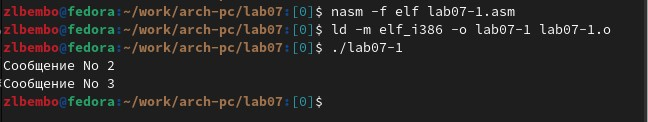 zlbembo@fedora:~/work/arch-pc/lab07:[0]$ nasm -f elf lab07-1.asm
zlbembo@fedora:~/work/arch-pc/lab07:[0]$ ld -m elf_i386 -o lab07-1 lab07-1.o
zlbembo@fedora:~/work/arch-pc/lab07:[0]$ ./lab07-1
Сообщение No 2
Сообщение No 3
zlbembo@fedora:~/work/arch-pc/lab07:[0]$